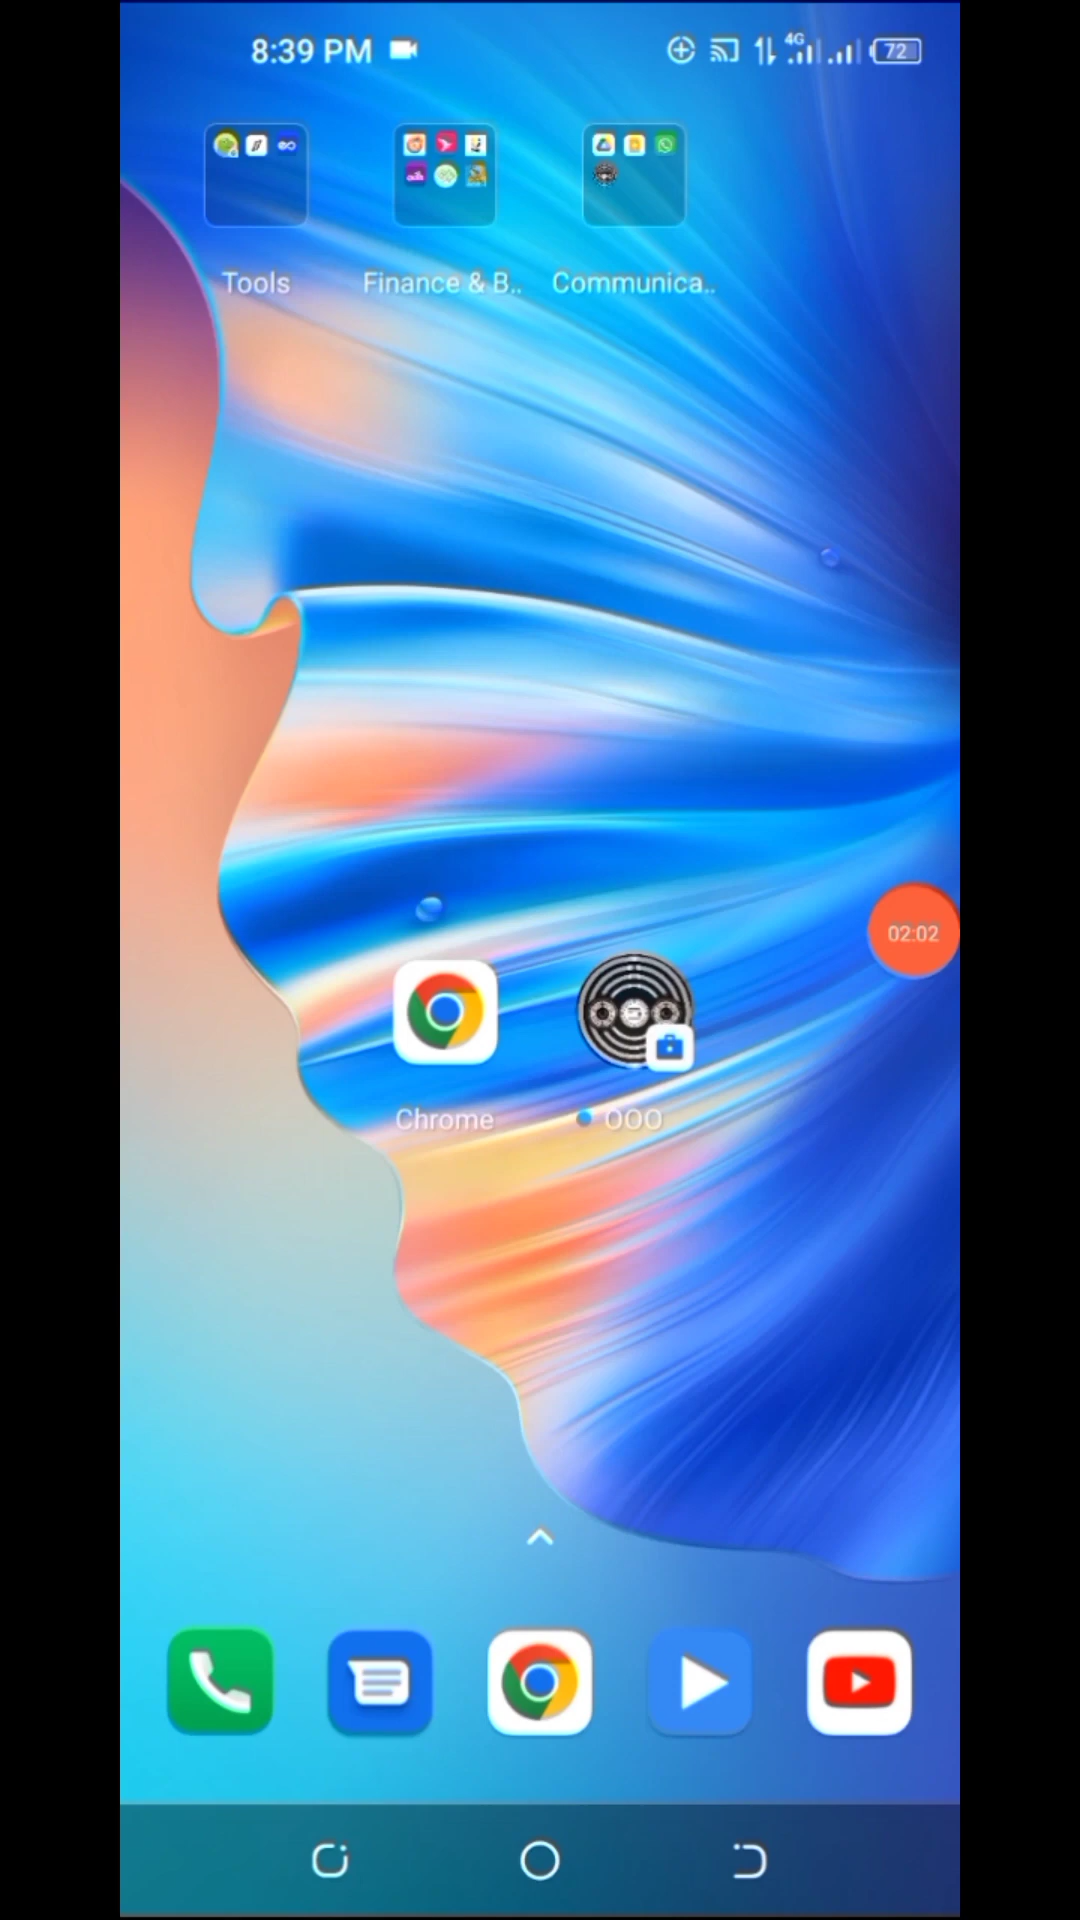 8:39 PM
4G
72
Tools
Finance & B..
Communica..
02:02
Chrome
OOO